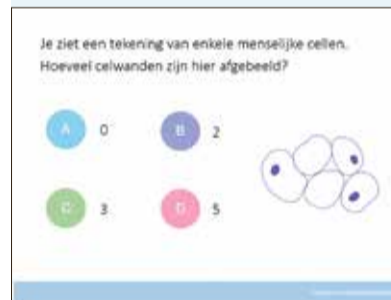 Je ziet een tekening van enkele menselijke cellen.
Hoeveel celwanden zijn hier afgebeeld?
A 0
B 2
C 3
D 5